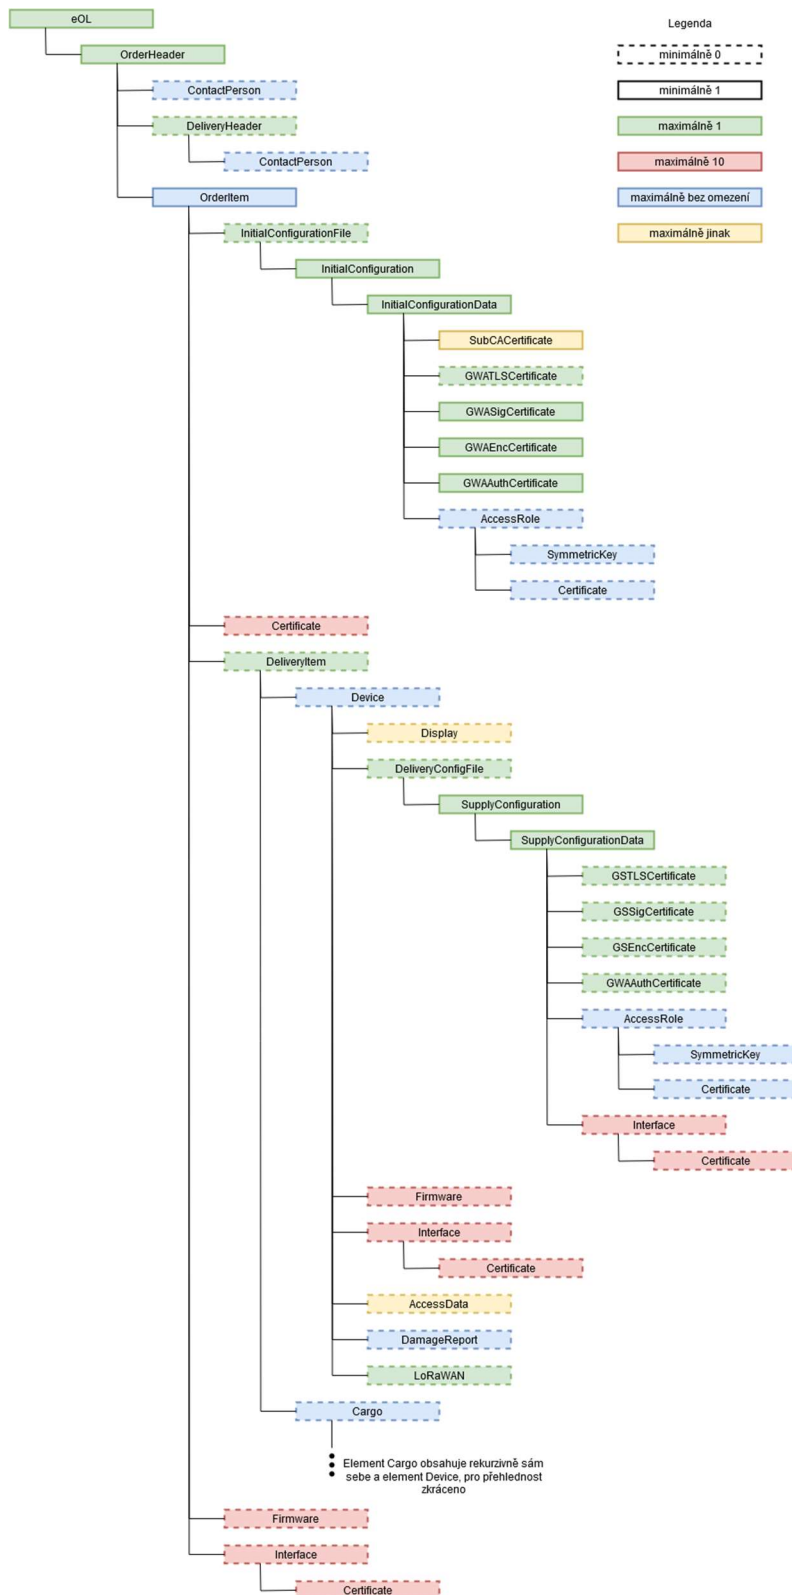 eOL
Legenda
OrderHeader
minimálně 0
ContactPerson
minimálně 1
DeliveryHeader
maximálně 1
ContactPerson
maximálně 10
OrderItem
maximálně bez omezení
InitialConfigurationFile
maximálně jinak
InitialConfiguration
InitialConfigurationData
SubCACertificate
GWATLSCertificate
GWASigCertificate
GWAEncCertificate
GWAAuthCertificate
AccessRole
SymmetricKey
Certificate
Certificate
DeliveryItem
Device
Display
DeliveryConfigFile
SupplyConfiguration
SupplyConfigurationData
GSTLSCertificate
GSSigCertificate
GSEncCertificate
GWAAuthCertificate
AccessRole
SymmetricKey
Certificate
Interface
Certificate
Firmware
Interface
Certificate
AccessData
DamageReport
LoRaWAN
Cargo
Element Cargo obsahuje rekurzivně sám
sebe a element Device, pro přehlednost
zkráceno
Firmware
Interface
Certificate